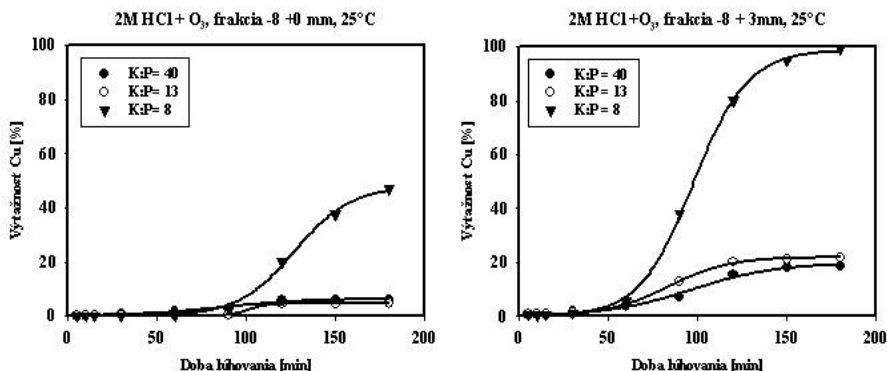 2M HCl + O3, frakcia -8 +0 mm, 25°C
100
80
60
40
20
0
K:P= 40
K:P= 13
K:P= 8
Výťažnosť Cu [%]
0 50 100 150 200
Doba lúhovania [min]
2M HCl +O3, frakcia -8 + 3mm, 25°C
100
80
60
40
20
0
K:P= 40
K:P= 13
K:P= 8
Výťažnosť Cu [%]
0 50 100 150 200
Doba lúhovania [min]